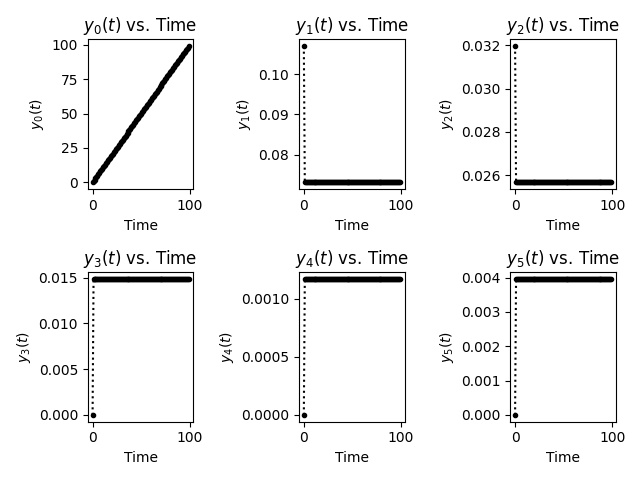 y₀(t) vs. Time
100
75
50
25
0
y₀(t)
0 100
Time
y₁(t) vs. Time
0.10
0.09
0.08
y₁(t)
0 100
Time
y₂(t) vs. Time
0.032
0.030
0.028
0.026
y₂(t)
0 100
Time
y₃(t) vs. Time
0.015
0.010
0.005
0.000
y₃(t)
0 100
Time
y₄(t) vs. Time
0.0010
0.0005
0.0000
y₄(t)
0 100
Time
y₅(t) vs. Time
0.004
0.003
0.002
0.001
0.000
y₅(t)
0 100
Time